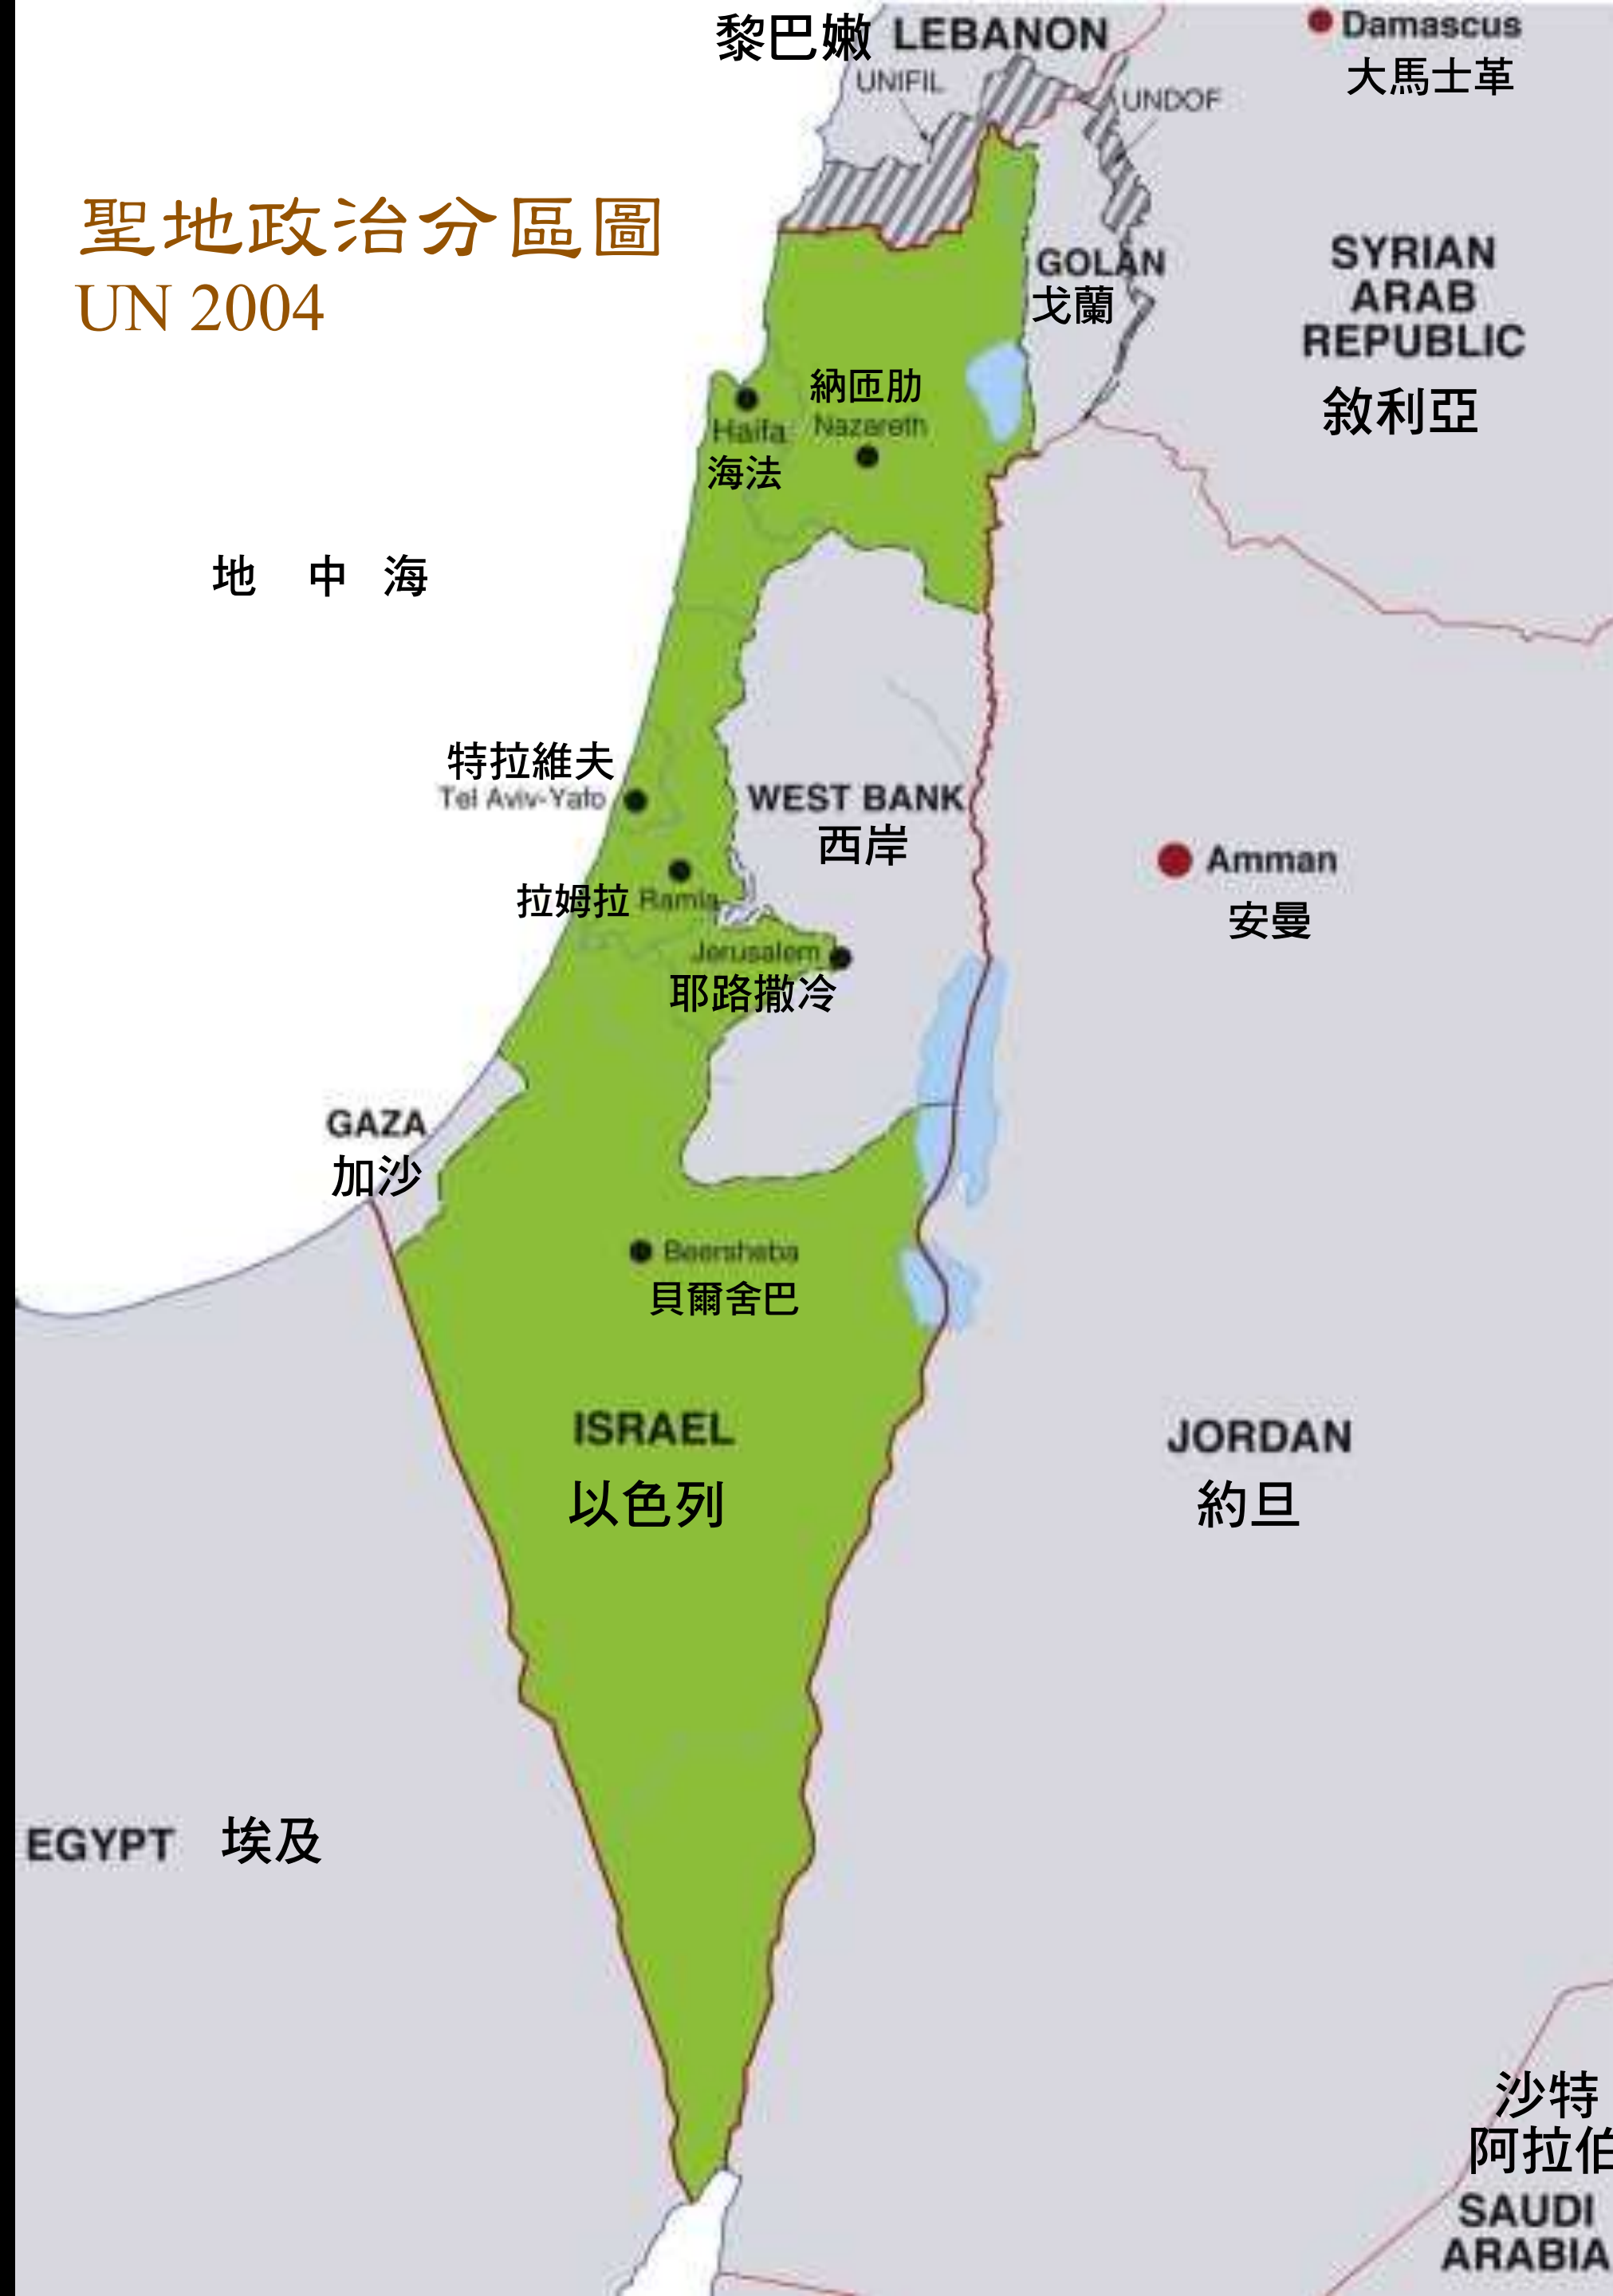 黎巴嫩 LEBANON
Damascus
大馬士革
UNIFIL
UNDOF
聖地政治分區圖
UN 2004
GOLAN
戈蘭
SYRIAN
ARAB
REPUBLIC
敘利亞
納匝肋
Nazareth
Haifa
海法
地 中 海
特拉維夫
Tel Aviv-Yafo
WEST BANK
西岸
Amman
安曼
拉姆拉 Ramla
Jerusalem
耶路撒冷
GAZA
加沙
Beersheba
貝爾舍巴
ISRAEL
以色列
JORDAN
約旦
EGYPT 埃及
沙特
阿拉伯
SAUDI
ARABIA